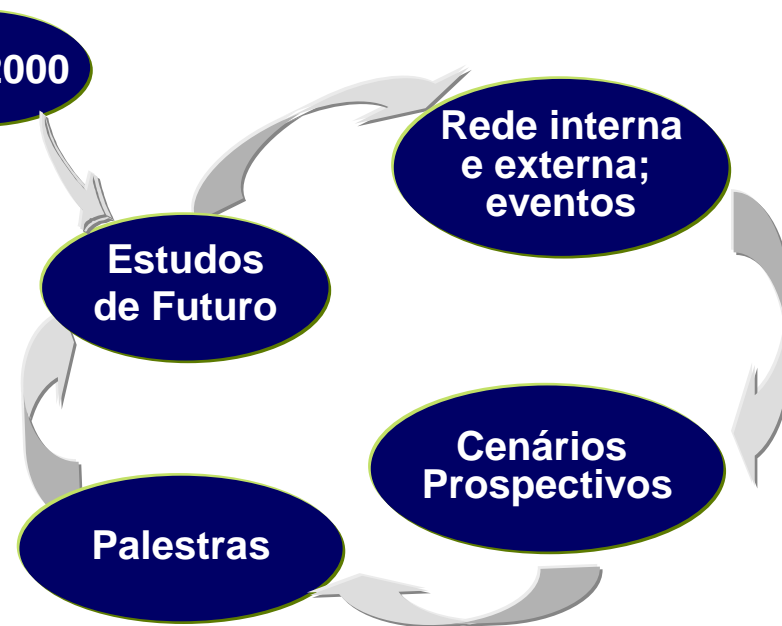 2000
Rede interna
e externa;
eventos
Estudos
de Futuro
Cenários
Prospectivos
Palestras